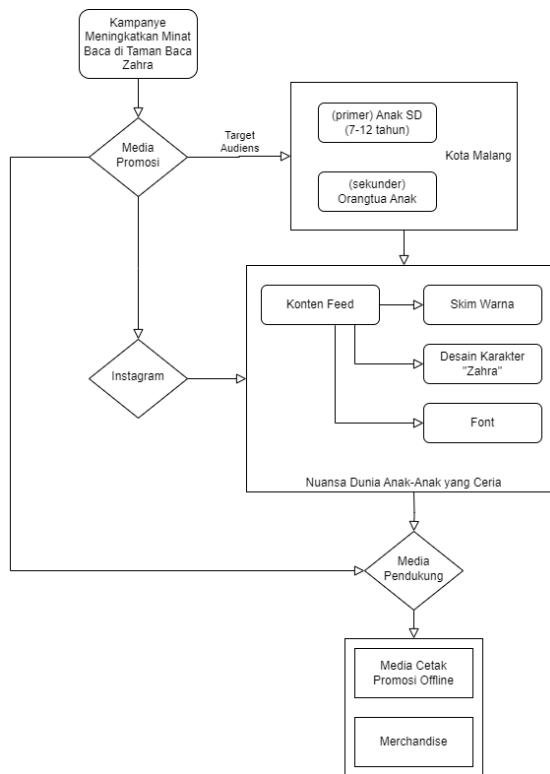 Kampanye
Meningkatkan Minat
Baca di Taman Baca
Zahra
Media
Promosi
Target
Audiens
(primer) Anak SD
(7-12 tahun)
Kota Malang
(sekunder)
Orangtua Anak
Konten Feed
Skim Warna
Desain Karakter
"Zahra"
Font
Instagram
Nuansa Dunia Anak-Anak yang Ceria
Media
Pendukung
Media Cetak
Promosi Offline
Merchandise